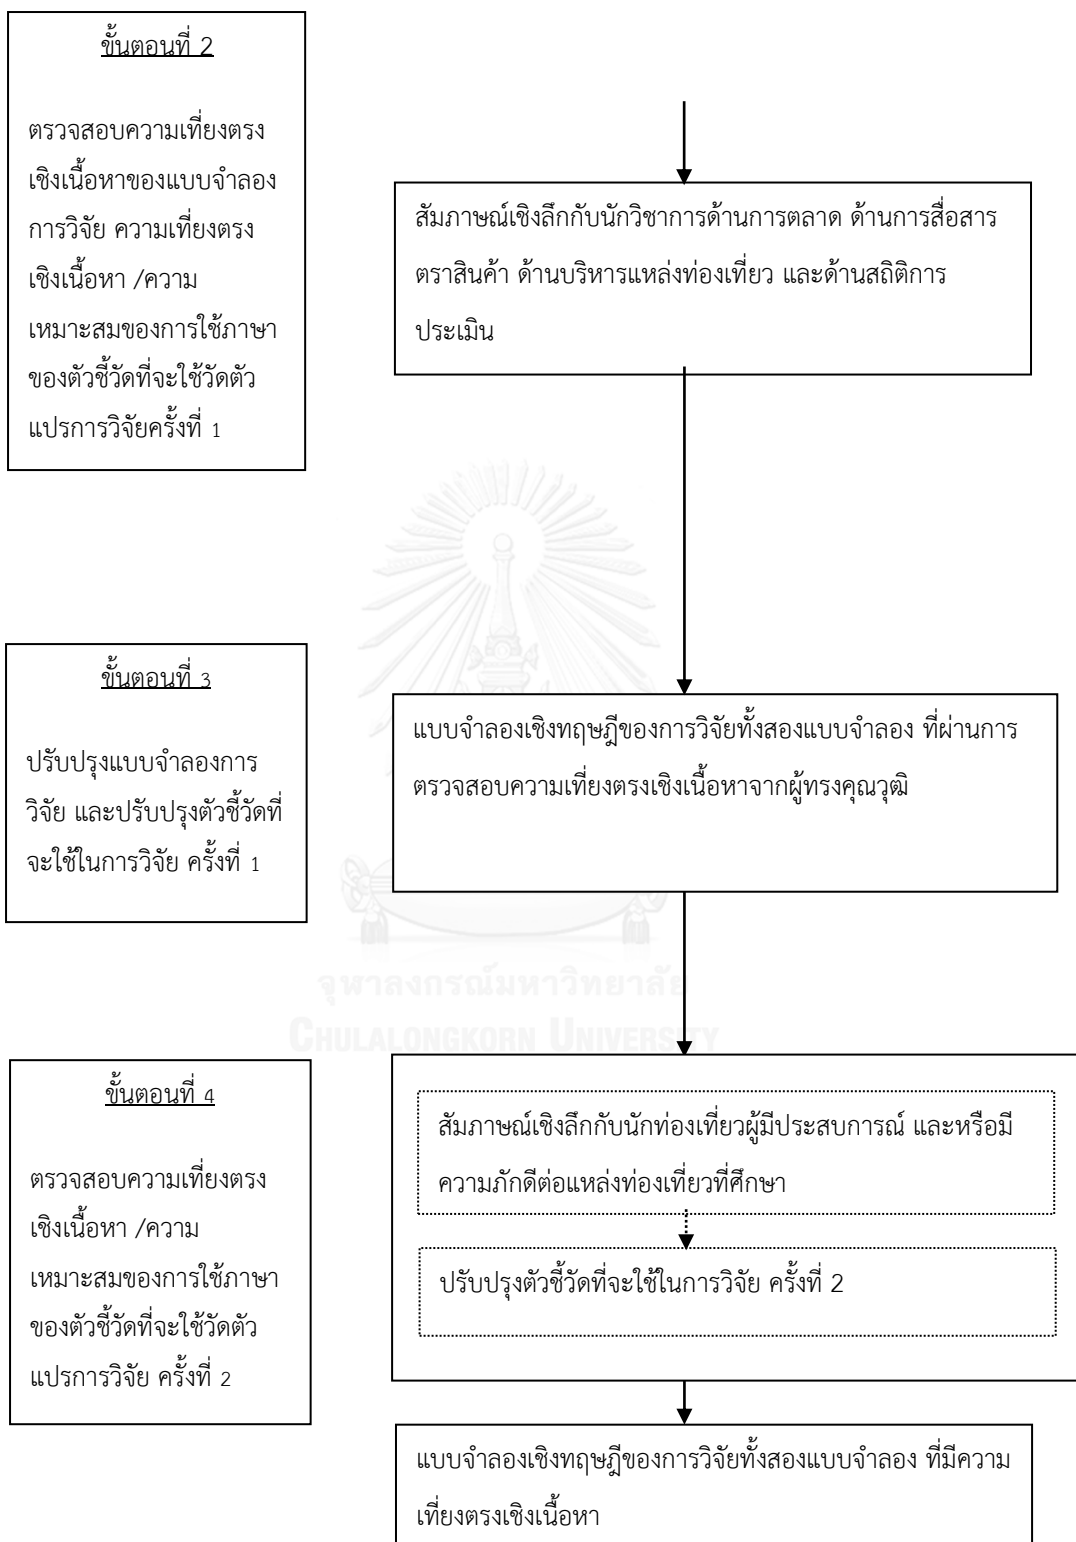 ขั้นตอนที่ 2
ตรวจสอบความเที่ยงตรง
เชิงเนื้อหาของแบบจำลอง
การวิจัย ความเที่ยงตรง
เชิงเนื้อหา /ความ
เหมาะสมของการใช้ภาษา
ของตัวชี้วัดที่จะใช้วัดตัว
แปรการวิจัยครั้งที่ 1
สัมภาษณ์เชิงลึกกับนักวิชาการด้านการตลาด ด้านการสื่อสาร
ตราสินค้า ด้านบริหารแหล่งท่องเที่ยว และด้านสถิติการ
ประเมิน
ขั้นตอนที่ 3
ปรับปรุงแบบจำลองการ
วิจัย และปรับปรุงตัวชี้วัดที่
จะใช้ในการวิจัย ครั้งที่ 1
แบบจำลองเชิงทฤษฎีของการวิจัยทั้งสองแบบจำลอง ที่ผ่านการ
ตรวจสอบความเที่ยงตรงเชิงเนื้อหาจากผู้ทรงคุณวุฒิ
จุฬาลงกรณ์มหาวิทยาลัย
CHULALONGKORN UNIVERSITY
ขั้นตอนที่ 4
ตรวจสอบความเที่ยงตรง
เชิงเนื้อหา /ความ
เหมาะสมของการใช้ภาษา
ของตัวชี้วัดที่จะใช้วัดตัว
แปรการวิจัย ครั้งที่ 2
สัมภาษณ์เชิงลึกกับนักท่องเที่ยวผู้มีประสบการณ์ และหรือมี
ความภักดีต่อแหล่งท่องเที่ยวที่ศึกษา
ปรับปรุงตัวชี้วัดที่จะใช้ในการวิจัย ครั้งที่ 2
แบบจำลองเชิงทฤษฎีของการวิจัยทั้งสองแบบจำลอง ที่มีความ
เที่ยงตรงเชิงเนื้อหา